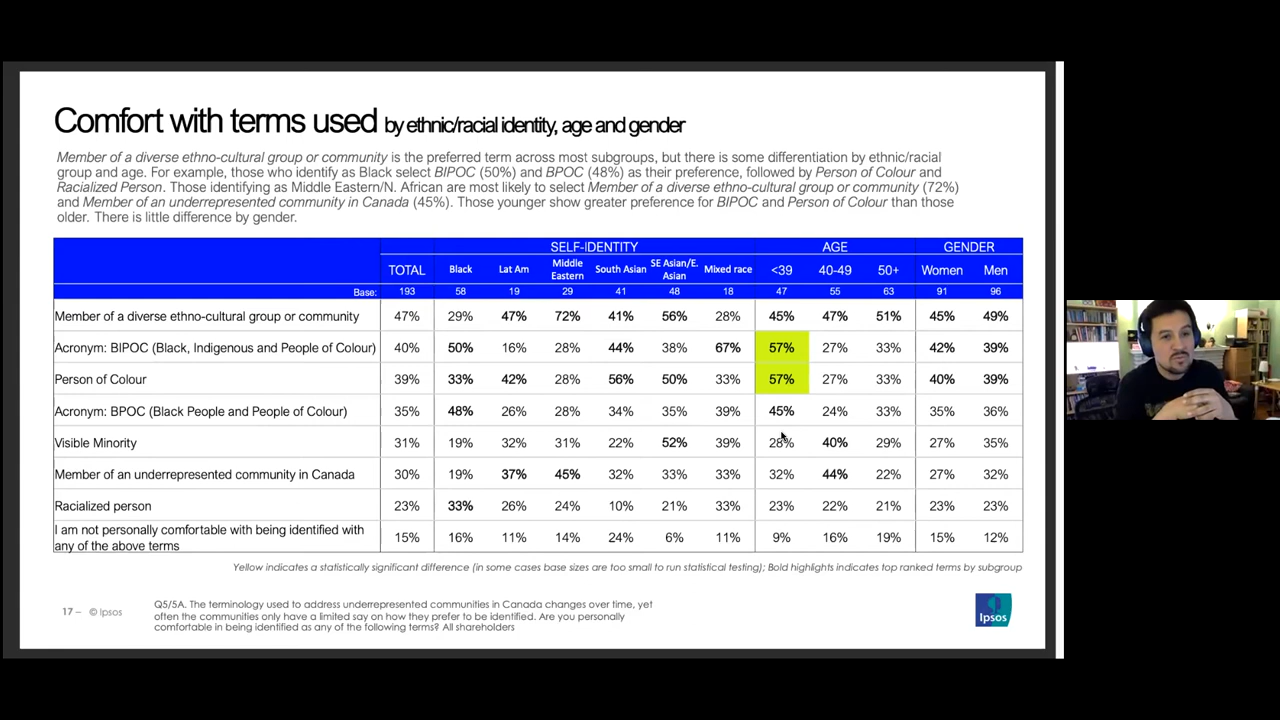 Comfort with terms used by ethnic/racial identity, age and gender
Member of a diverse ethno-cultural group or community is the preferred term across most subgroups, but there is some differentiation by ethnic/racial
group and age. For example, those who identify as Black select BIPOC (50%) and BPOC (48%) as their preference, followed by Person of Colour and
Racialized Person. Those identifying as Middle Eastern/N. African are most likely to select Member of a diverse ethno-cultural group or community (72%)
and Member of an underrepresented community in Canada (45%). Those younger show greater preference for BIPOC and Person of Colour than those
older. There is little difference by gender.
SELF-IDENTITY AGE GENDER
TOTAL Black Lat Am Middle Eastern South Asian SE Asian/E. Asian Mixed race <39 40-49 50+ Women Men
Base: 193 58 19 29 41 48 18 47 55 63 91 96
Member of a diverse ethno-cultural group or community 47% 29% 47% 72% 41% 56% 28% 45% 47% 51% 45% 49%
Acronym: BIPOC (Black, Indigenous and People of Colour) 40% 50% 16% 28% 44% 38% 67% 57% 27% 33% 42% 39%
Person of Colour 39% 33% 42% 28% 56% 50% 33% 57% 27% 33% 40% 39%
Acronym: BPOC (Black People and People of Colour) 35% 48% 26% 28% 34% 35% 39% 45% 24% 33% 35% 36%
Visible Minority 31% 19% 32% 31% 22% 52% 39% 28% 40% 29% 27% 35%
Member of an underrepresented community in Canada 30% 19% 37% 45% 32% 33% 33% 32% 44% 22% 27% 32%
Racialized person 23% 33% 26% 24% 10% 21% 33% 23% 22% 21% 23% 23%
I am not personally comfortable with being identified with
any of the above terms 15% 16% 11% 14% 24% 6% 11% 9% 16% 19% 15% 12%
Yellow indicates a statistically significant difference (in some cases base sizes are too small to run statistical testing); Bold highlights indicates top ranked terms by subgroup
17 – © Ipsos
Q5/5A. The terminology used to address underrepresented communities in Canada changes over time, yet
often the communities only have a limited say on how they prefer to be identified. Are you personally
comfortable in being identified as any of the following terms? All shareholders
Ipsos